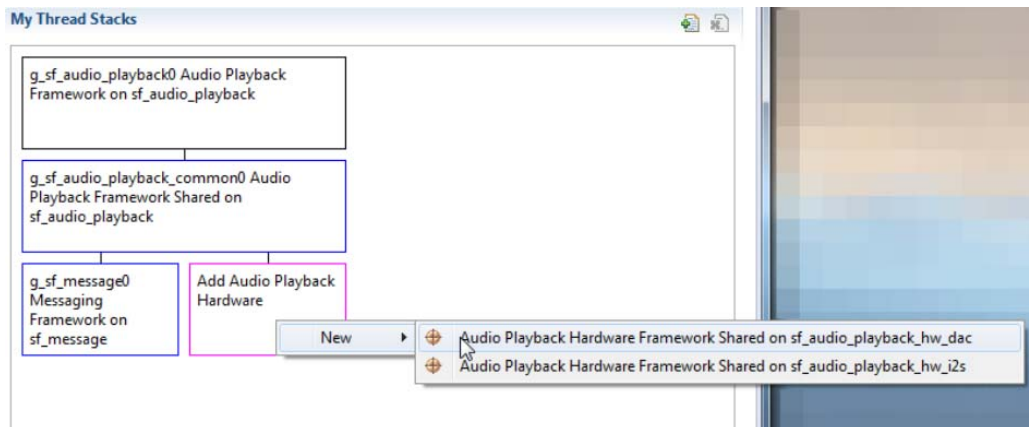 My Thread Stacks
g_sf_audio_playback0 Audio Playback
Framework on sf_audio_playback
g_sf_audio_playback_common0 Audio
Playback Framework Shared on
sf_audio_playback
g_sf_message0
Messaging
Framework on
sf_message
Add Audio Playback
Hardware
New
Audio Playback Hardware Framework Shared on sf_audio_playback_hw_dac
Audio Playback Hardware Framework Shared on sf_audio_playback_hw_i2s